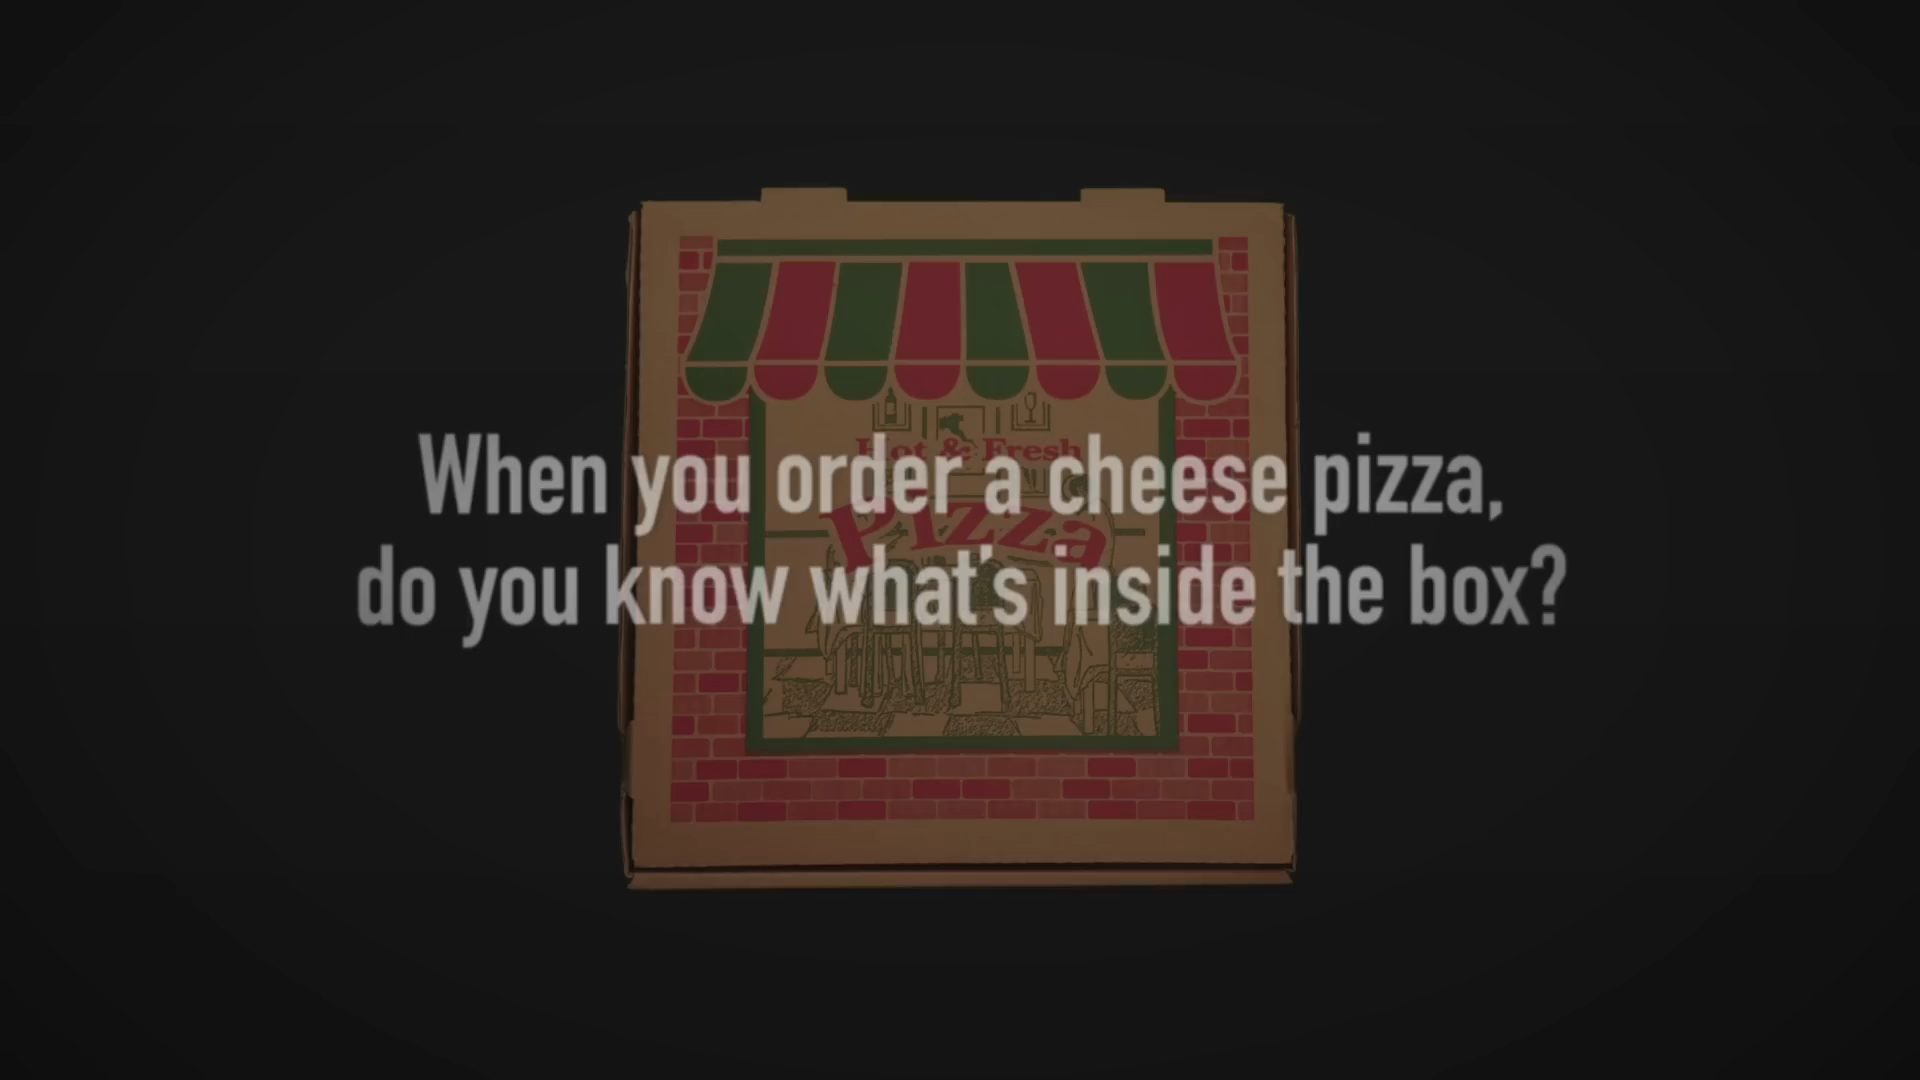 Hot & Fresh
When you order a cheese pizza,
Pizza
do you know what's inside the box?